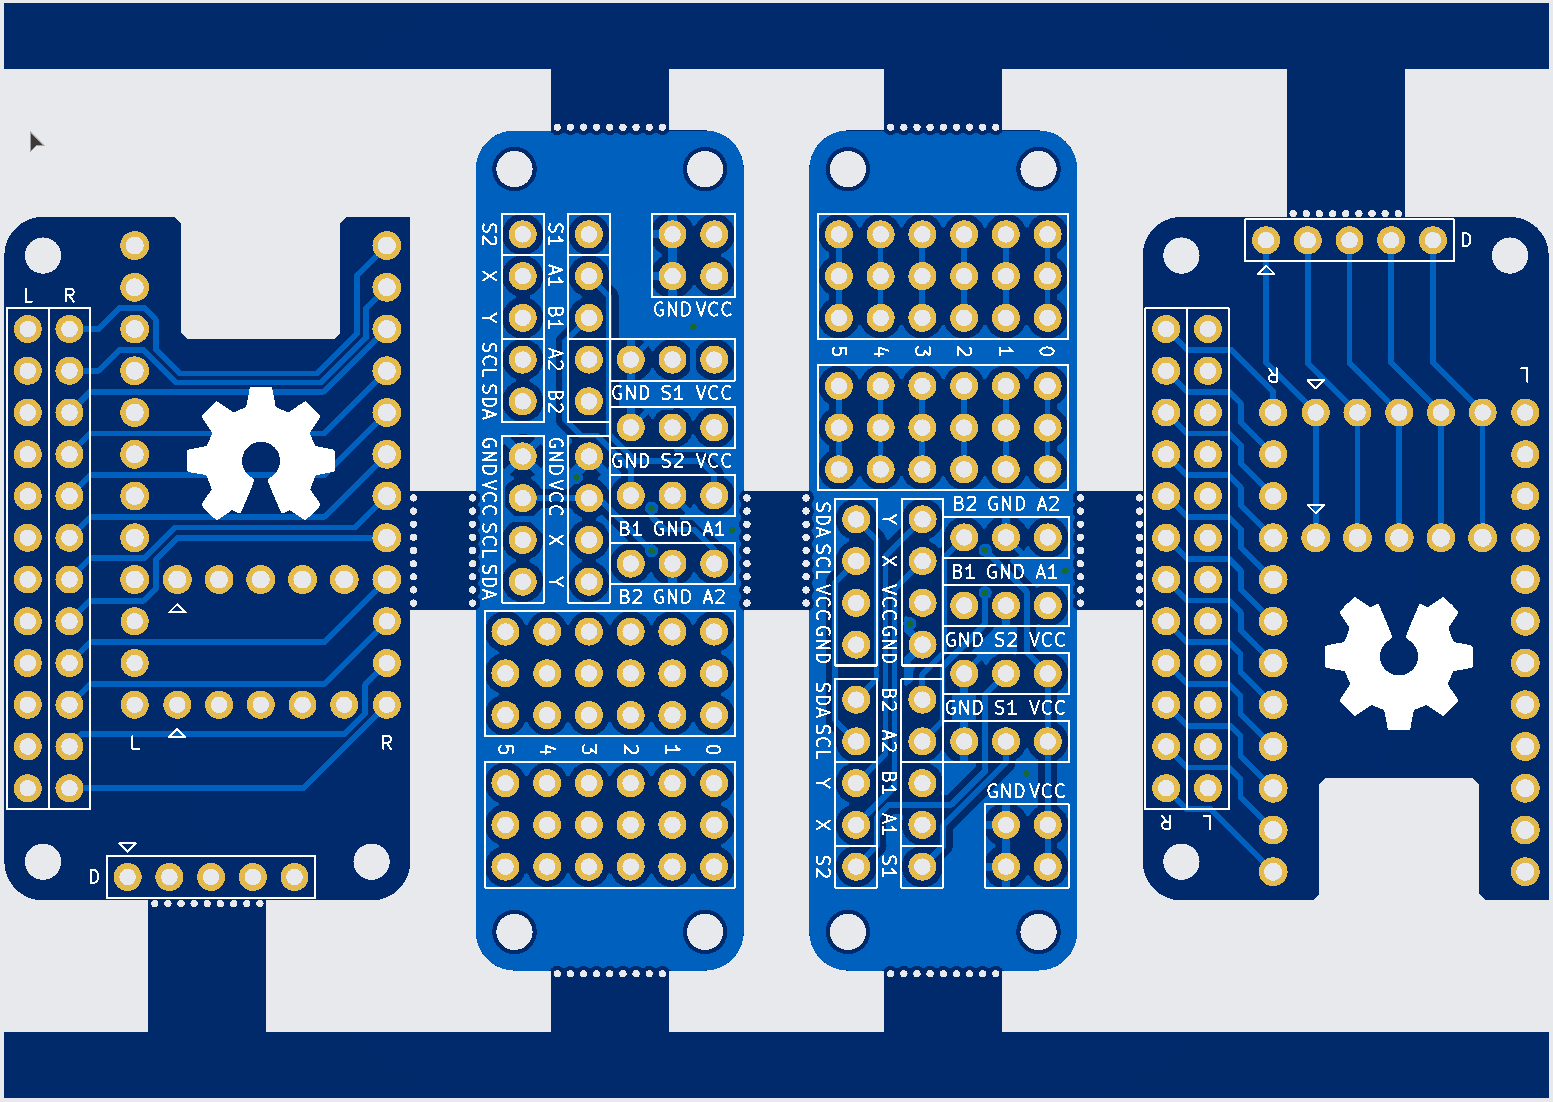 L R
L R
D
S2 X Y SCL SDA
S1 A1 B1 A2 B2
GND VCC
GND S1 VCC
GND S2 VCC
B1 GND A1
B2 GND A2
GND VCC SCL SDA
GND VCC X Y
5 4 3 2 1 0
5 4 3 2 1 0
B2 GND A2
B1 GND A1
GND S2 VCC
GND S1 VCC
GND VCC
SDA SCL VCC GND
Y X VCC GND
SDA SCL Y X S2
B2 A2 B1 A1 S1
D
R L
R L